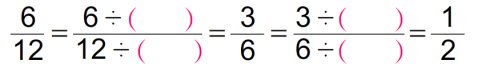 6/12 = 6 ÷ (    ) / 12 ÷ (    ) = 3/6 = 3 ÷ (    ) / 6 ÷ (    ) = 1/2